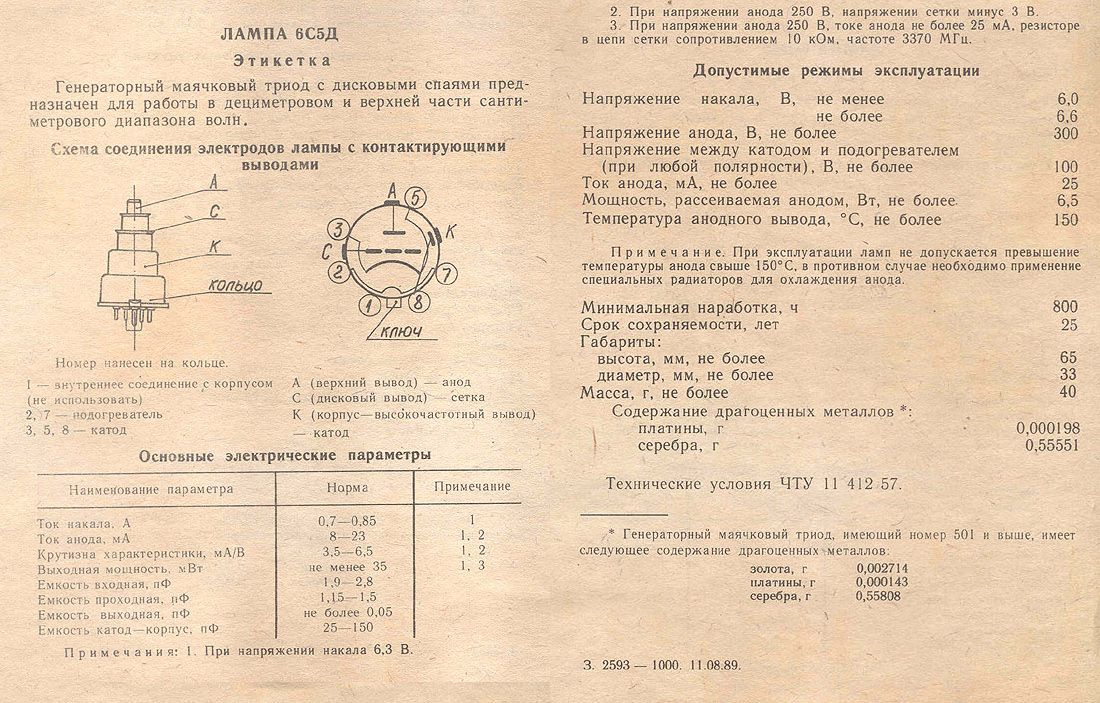 ЛАМПА 6С5Д
Этикетка
Генераторный маячковый триод с дисковыми спаями пред-
назначен для работы в дециметровом и верхней части санти-
метрового диапазона волн.
Схема соединения электродов лампы с контактирующими
выводами
А
С
К
кольцо
А
5
3
К
С
2
7
1
8
ключ
Номер нанесен на кольце.
1 — внутреннее соединение с корпусом
(не использовать)
2, 7 — подогреватель
3, 5, 8 — катод
А (верхний вывод) — анод
С (дисковый вывод) — сетка
К (корпус—высокочастотный вывод)
— катод
Основные электрические параметры
Наименование параметра Норма Примечание
Ток накала, А 0,7—0,85 1
Ток анода, мА 8—23 1, 2
Крутизна характеристики, мА/В 3,5—6,5 1, 2
Выходная мощность, мВт не менее 35 1, 3
Емкость входная, пФ 1,9—2,8
Емкость проходная, пФ 1,15—1,5
Емкость выходная, пФ не более 0,05
Емкость катод—корпус, пФ 25—150
Примечания: 1. При напряжении накала 6,3 В.
2. При напряжении анода 250 В, напряжении сетки минус 3 В.
3. При напряжении анода 250 В, токе анода не более 25 мА, резисторе
в цепи сетки сопротивлением 10 кОм, частоте 3370 МГц.
Допустимые режимы эксплуатации
Напряжение накала, В, не менее 6,0
не более 6,6
Напряжение анода, В, не более 300
Напряжение между катодом и подогревателем
(при любой полярности), В, не более 100
Ток анода, мА, не более 25
Мощность, рассеиваемая анодом, Вт, не более 6,5
Температура анодного вывода, °С, не более 150
Примечание. При эксплуатации ламп не допускается превышение
температуры анода свыше 150°С, в противном случае необходимо применение
специальных радиаторов для охлаждения анода.
Минимальная наработка, ч 800
Срок сохраняемости, лет 25
Габариты:
высота, мм, не более 65
диаметр, мм, не более 33
Масса, г, не более 40
Содержание драгоценных металлов *:
платины, г 0,000198
серебра, г 0,55551
Технические условия ЧТУ 11 412 57.
* Генераторный маячковый триод, имеющий номер 501 и выше, имеет
следующее содержание драгоценных металлов:
золота, г 0,002714
платины, г 0,000143
серебра, г 0,55808
З. 2593 — 1000. 11.08.89.